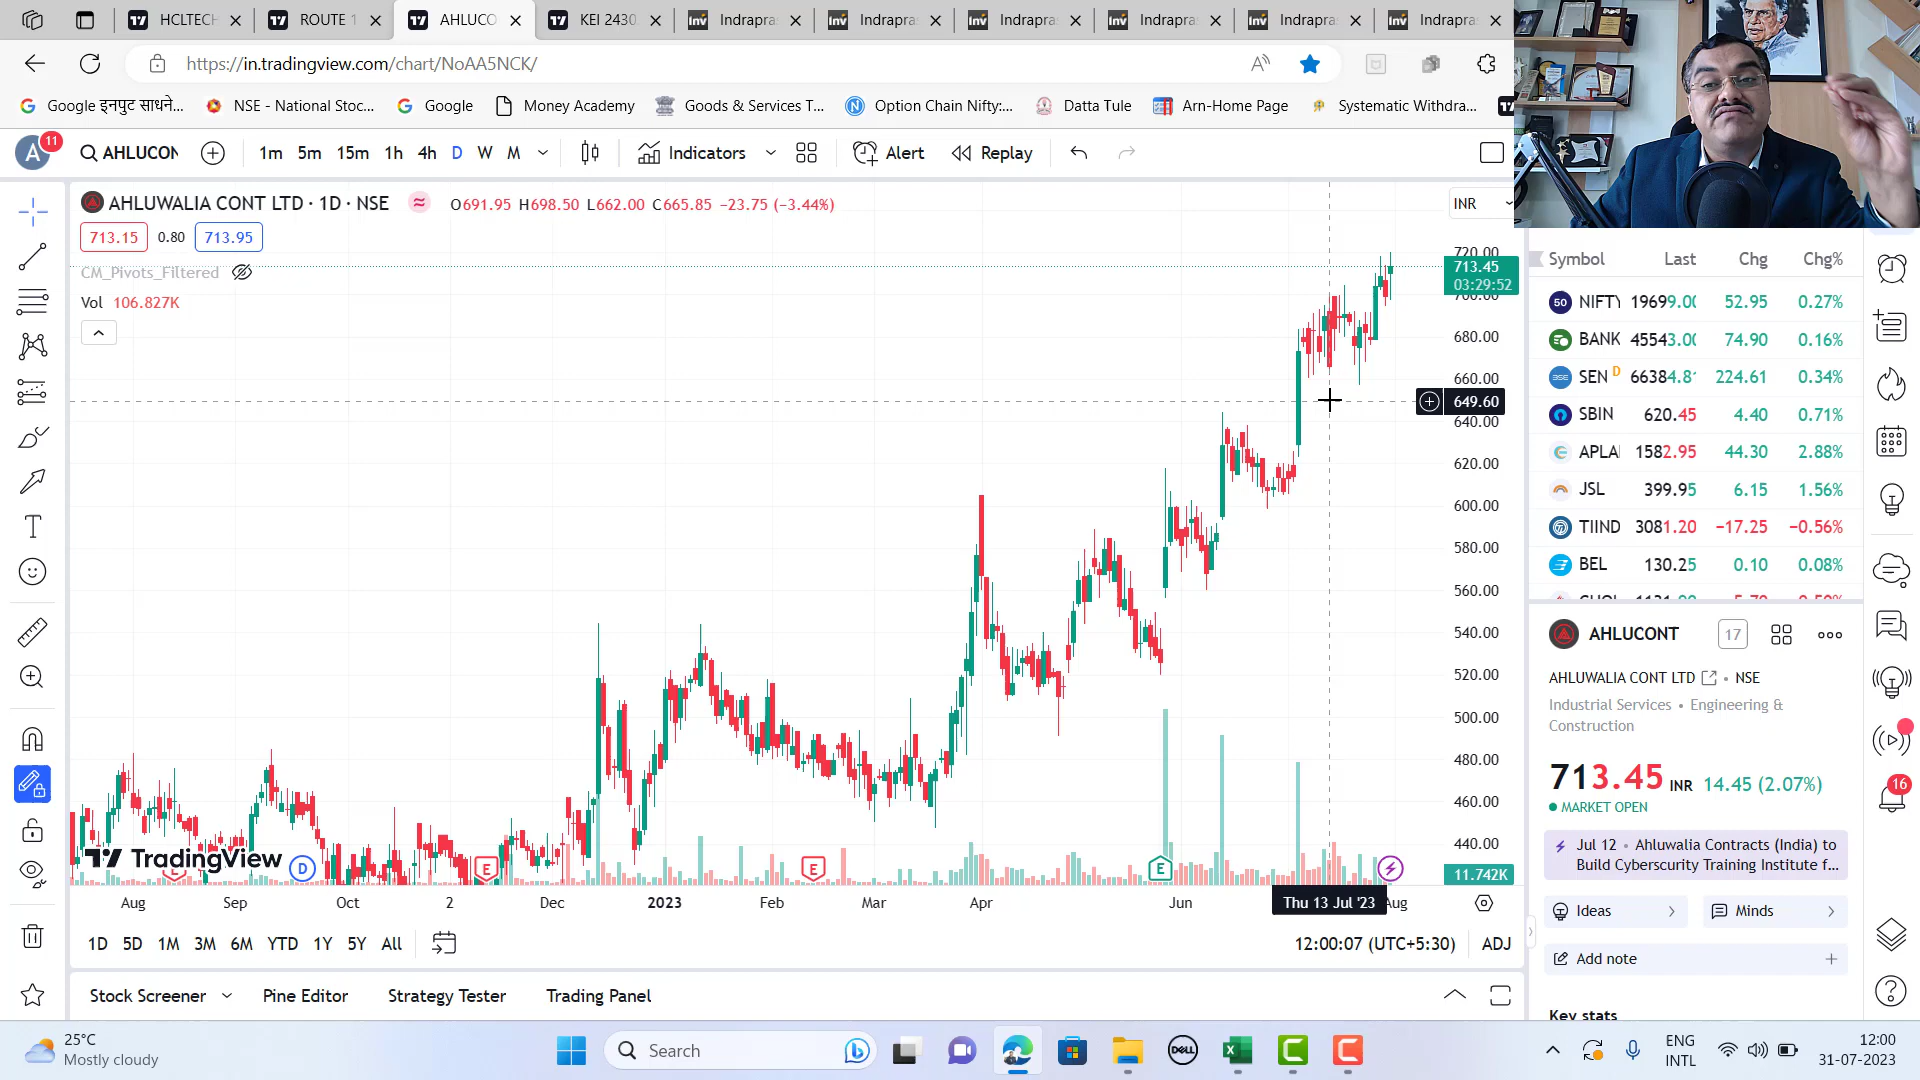 HCLTECH
ROUTE 1
AHLUCO
KEI 2430
Indrapra
Indrapra
Indrapra
Indrapra
Indrapra
Indrapra
https://in.tradingview.com/chart/NoAA5NCK/
Google इनपुट साधने...
NSE - National Stoc...
Google
Money Academy
Goods & Services T...
Option Chain Nifty:...
Datta Tule
Arn-Home Page
Systematic Withdra...
A 11
AHLUCON
1m 5m 15m 1h 4h D W M
Indicators
Alert
Replay
AHLUWALIA CONT LTD · 1D · NSE
O691.95 H698.50 L662.00 C665.85 −23.75 (−3.44%)
INR
713.15 0.80 713.95
CM_Pivots_Filtered
Vol 106.827K
720.00
713.45
03:29:52
700.00
680.00
660.00
649.60
640.00
620.00
600.00
580.00
560.00
540.00
520.00
500.00
480.00
460.00
440.00
11.742K
TradingView
D
E
E
E
Aug Sep Oct 2 Dec 2023 Feb Mar Apr Jun Thu 13 Jul '23 Aug
1D 5D 1M 3M 6M YTD 1Y 5Y All
12:00:07 (UTC+5:30) ADJ
Stock Screener Pine Editor Strategy Tester Trading Panel
Symbol Last Chg Chg%
50 NIFTY 19699.00 52.95 0.27%
BANK 45543.00 74.90 0.16%
SEN D 66384.81 224.61 0.34%
SBIN 620.45 4.40 0.71%
APLA 1582.95 44.30 2.88%
JSL 399.95 6.15 1.56%
TIIND 3081.20 −17.25 −0.56%
BEL 130.25 0.10 0.08%
AHLUCONT
17
AHLUWALIA CONT LTD • NSE
Industrial Services • Engineering &
Construction
713.45 INR 14.45 (2.07%)
MARKET OPEN
Jul 12 • Ahluwalia Contracts (India) to
Build Cyberscurity Training Institute f...
Ideas
Minds
Add note
Key stats
16
25°C
Mostly cloudy
Search
DELL
ENG
INTL
12:00
31-07-2023